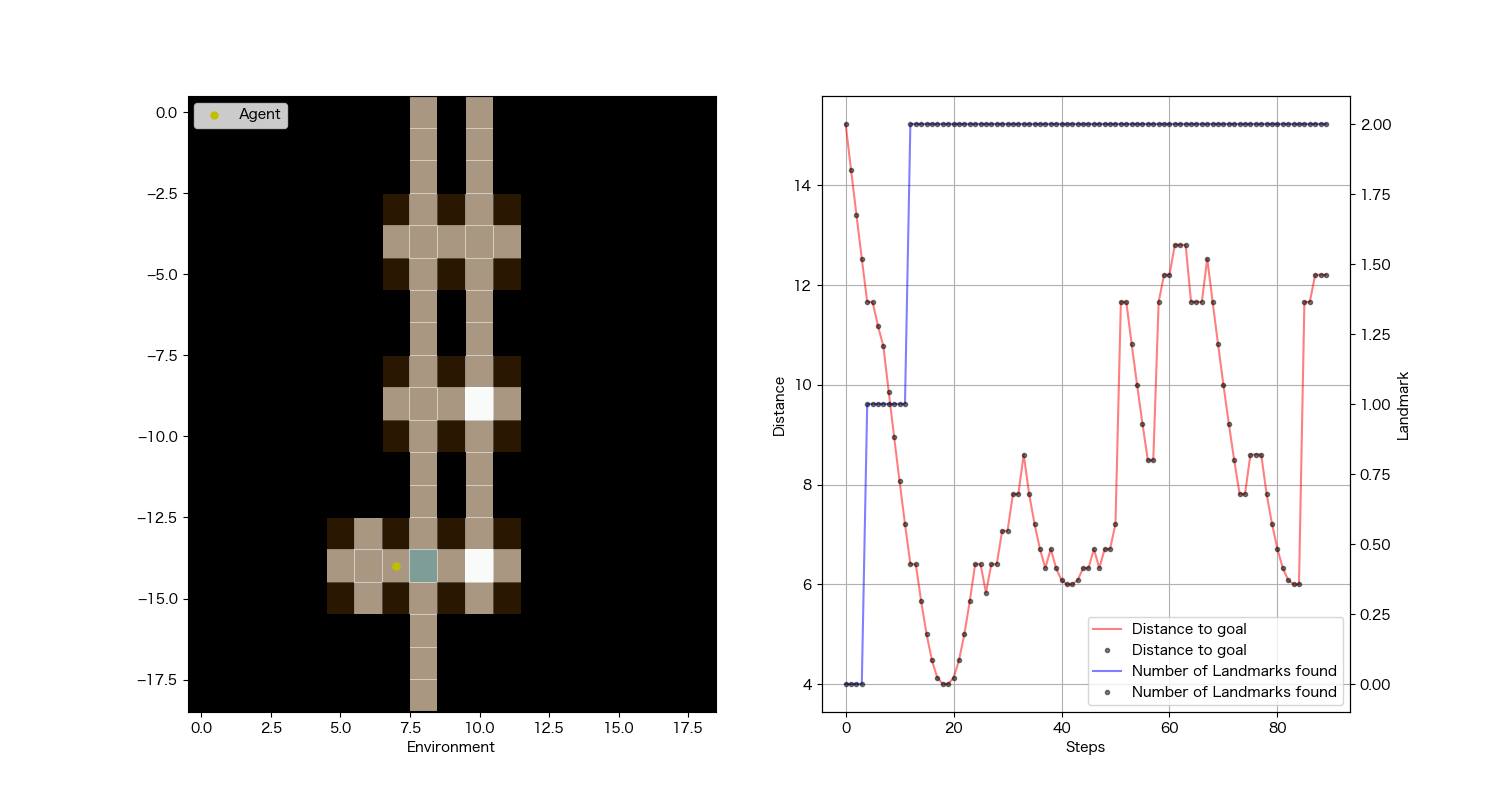 Agent
0.0
−2.5
−5.0
−7.5
−10.0
−12.5
−15.0
−17.5
0.0 2.5 5.0 7.5 10.0 12.5 15.0 17.5
Environment
14
12
10
8
6
4
Distance
2.00
1.75
1.50
1.25
1.00
0.75
0.50
0.25
0.00
Landmark
Distance to goal
Distance to goal
Number of Landmarks found
Number of Landmarks found
0 20 40 60 80
Steps